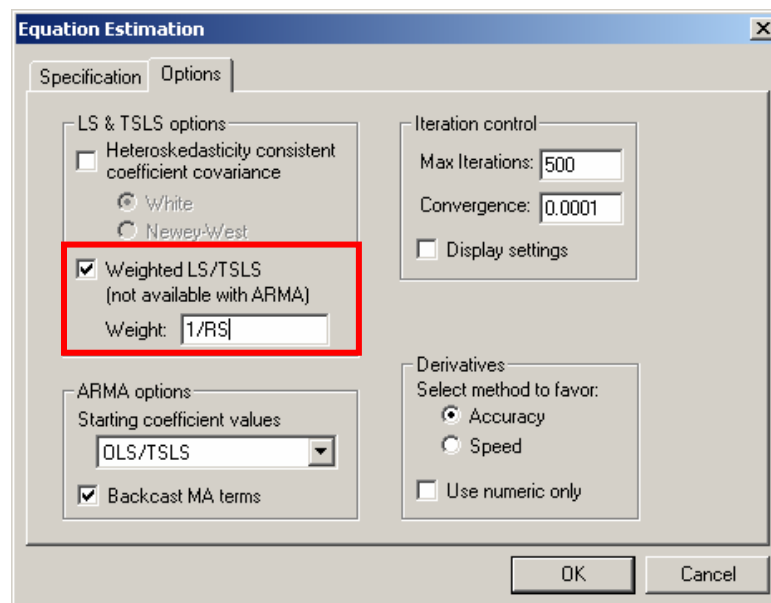 Equation Estimation
Specification
Options
LS & TSLS options
Heteroskedasticity consistent
coefficient covariance
White
Newey-West
Weighted LS/TSLS
(not available with ARMA)
Weight: 1/RS
ARMA options
Starting coefficient values
OLS/TSLS
Backcast MA terms
Iteration control
Max Iterations: 500
Convergence: 0.0001
Display settings
Derivatives
Select method to favor:
Accuracy
Speed
Use numeric only
OK
Cancel